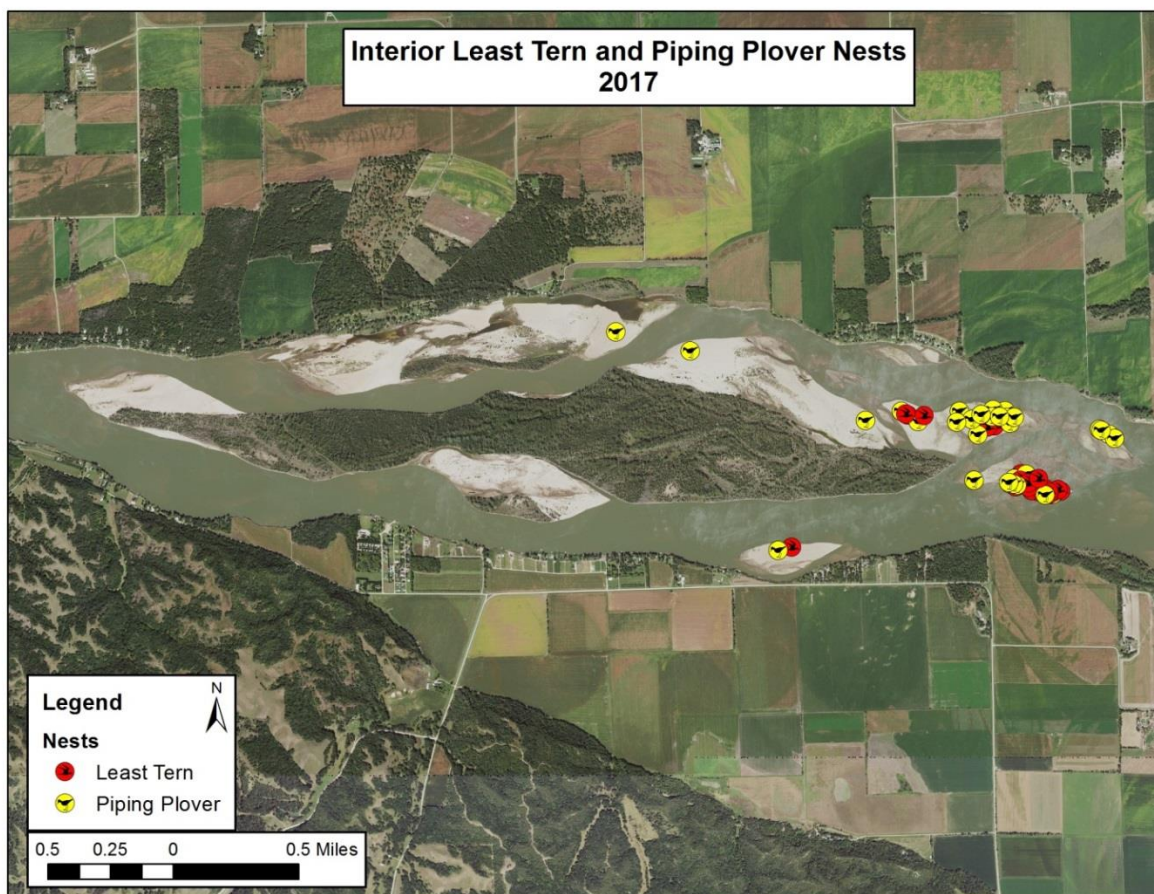 Interior Least Tern and Piping Plover Nests
2017
Legend
N
Nests
Least Tern
Piping Plover
0.5 0.25 0 0.5 Miles